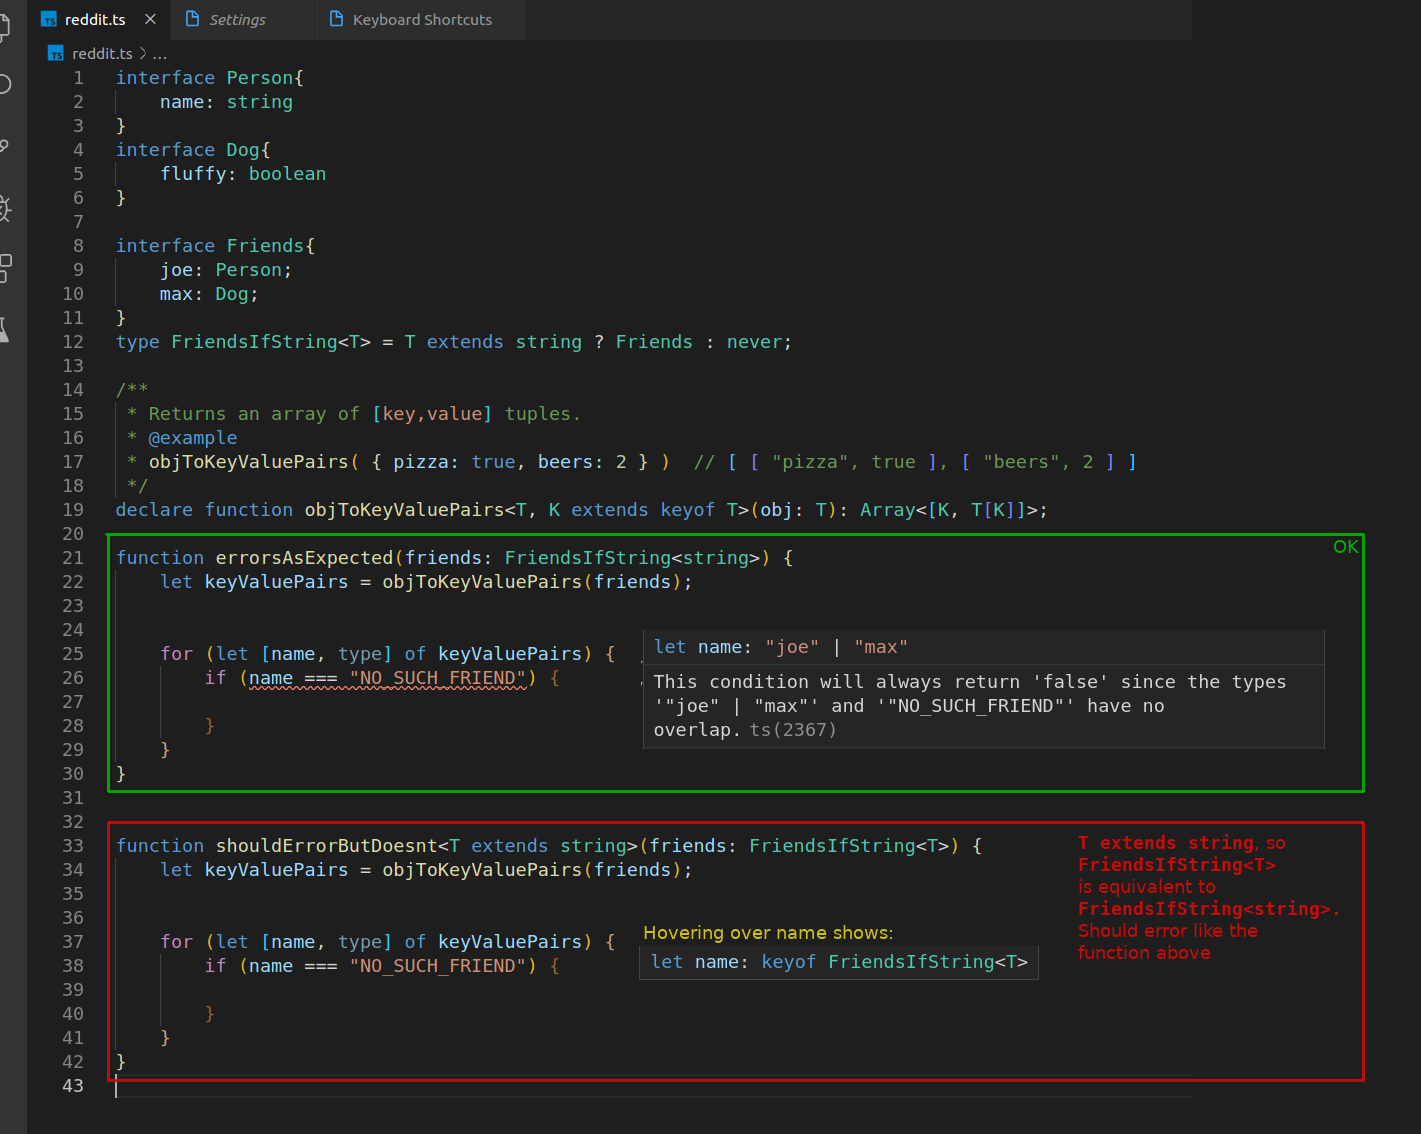 reddit.ts
Settings
Keyboard Shortcuts
TS reddit.ts > ...
1 interface Person{
2     name: string
3 }
4 interface Dog{
5     fluffy: boolean
6 }
7
8 interface Friends{
9     joe: Person;
10     max: Dog;
11 }
12 type FriendsIfString<T> = T extends string ? Friends : never;
13
14 /**
15  * Returns an array of [key,value] tuples.
16  * @example
17  * objToKeyValuePairs( { pizza: true, beers: 2 } )  // [ [ "pizza", true ], [ "beers", 2 ] ]
18  */
19 declare function objToKeyValuePairs<T, K extends keyof T>(obj: T): Array<[K, T[K]]>;
20
OK
21 function errorsAsExpected(friends: FriendsIfString<string>) {
22     let keyValuePairs = objToKeyValuePairs(friends);
23
24
25     for (let [name, type] of keyValuePairs) {
26         if (name === "NO_SUCH_FRIEND") {
27
28         }
29     }
30 }
let name: "joe" | "max"
This condition will always return 'false' since the types
'"joe" | "max"' and '"NO_SUCH_FRIEND"' have no
overlap. ts(2367)
31
32
33 function shouldErrorButDoesnt<T extends string>(friends: FriendsIfString<T>) {
34     let keyValuePairs = objToKeyValuePairs(friends);
35
36
37     for (let [name, type] of keyValuePairs) {
38         if (name === "NO_SUCH_FRIEND") {
39
40         }
41     }
42 }
43
Hovering over name shows:
let name: keyof FriendsIfString<T>
T extends string, so
FriendsIfString<T>
is equivalent to
FriendsIfString<string>.
Should error like the
function above